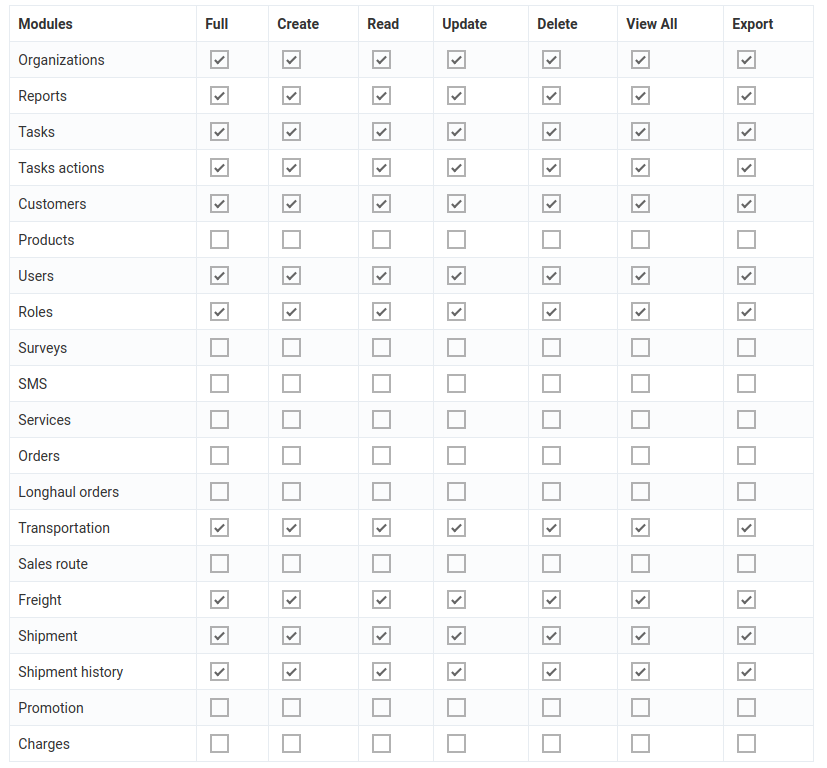 Modules Full Create Read Update Delete View All Export
Organizations
Reports
Tasks
Tasks actions
Customers
Products
Users
Roles
Surveys
SMS
Services
Orders
Longhaul orders
Transportation
Sales route
Freight
Shipment
Shipment history
Promotion
Charges